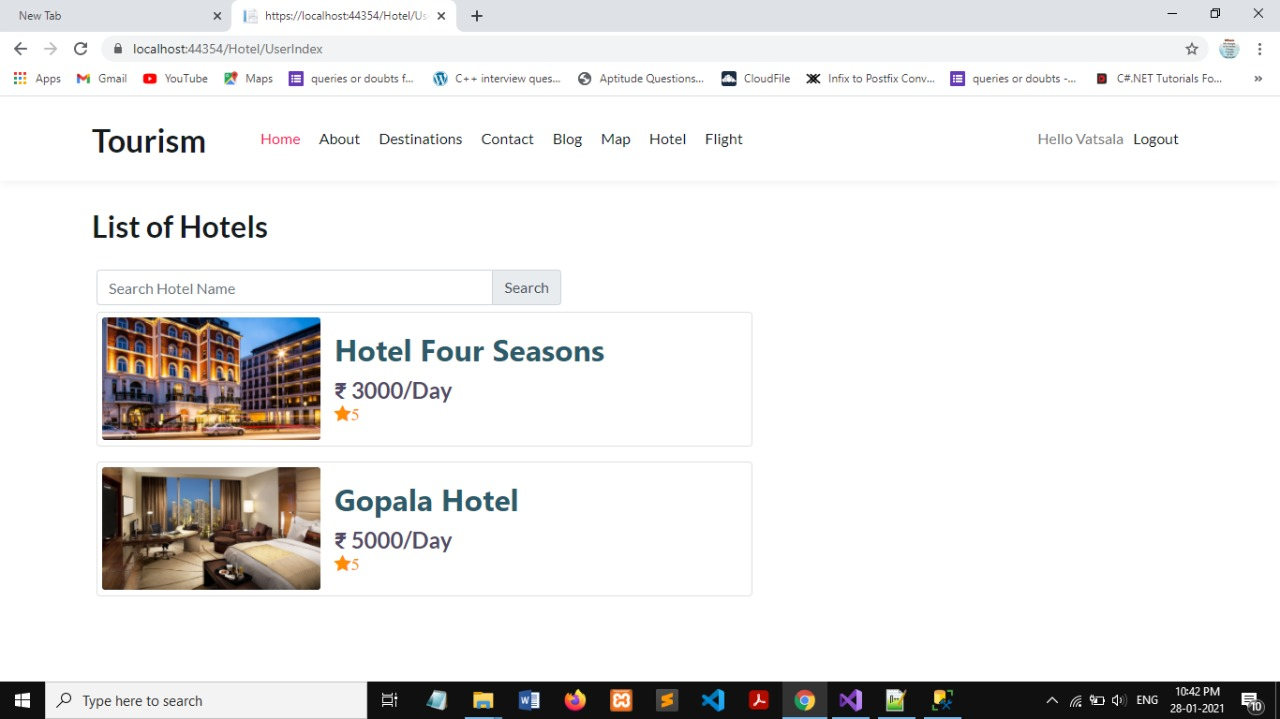 New Tab
https://localhost:44354/Hotel/Us
localhost:44354/Hotel/UserIndex
Apps Gmail YouTube Maps queries or doubts f... C++ interview ques... Aptitude Questions... CloudFile Infix to Postfix Conv... queries or doubts -... C#.NET Tutorials Fo... »
Tourism Home About Destinations Contact Blog Map Hotel Flight Hello Vatsala Logout
List of Hotels
Search Hotel Name Search
Hotel Four Seasons
₹ 3000/Day
5
Gopala Hotel
₹ 5000/Day
5
Type here to search ENG 10:42 PM
28-01-2021
10